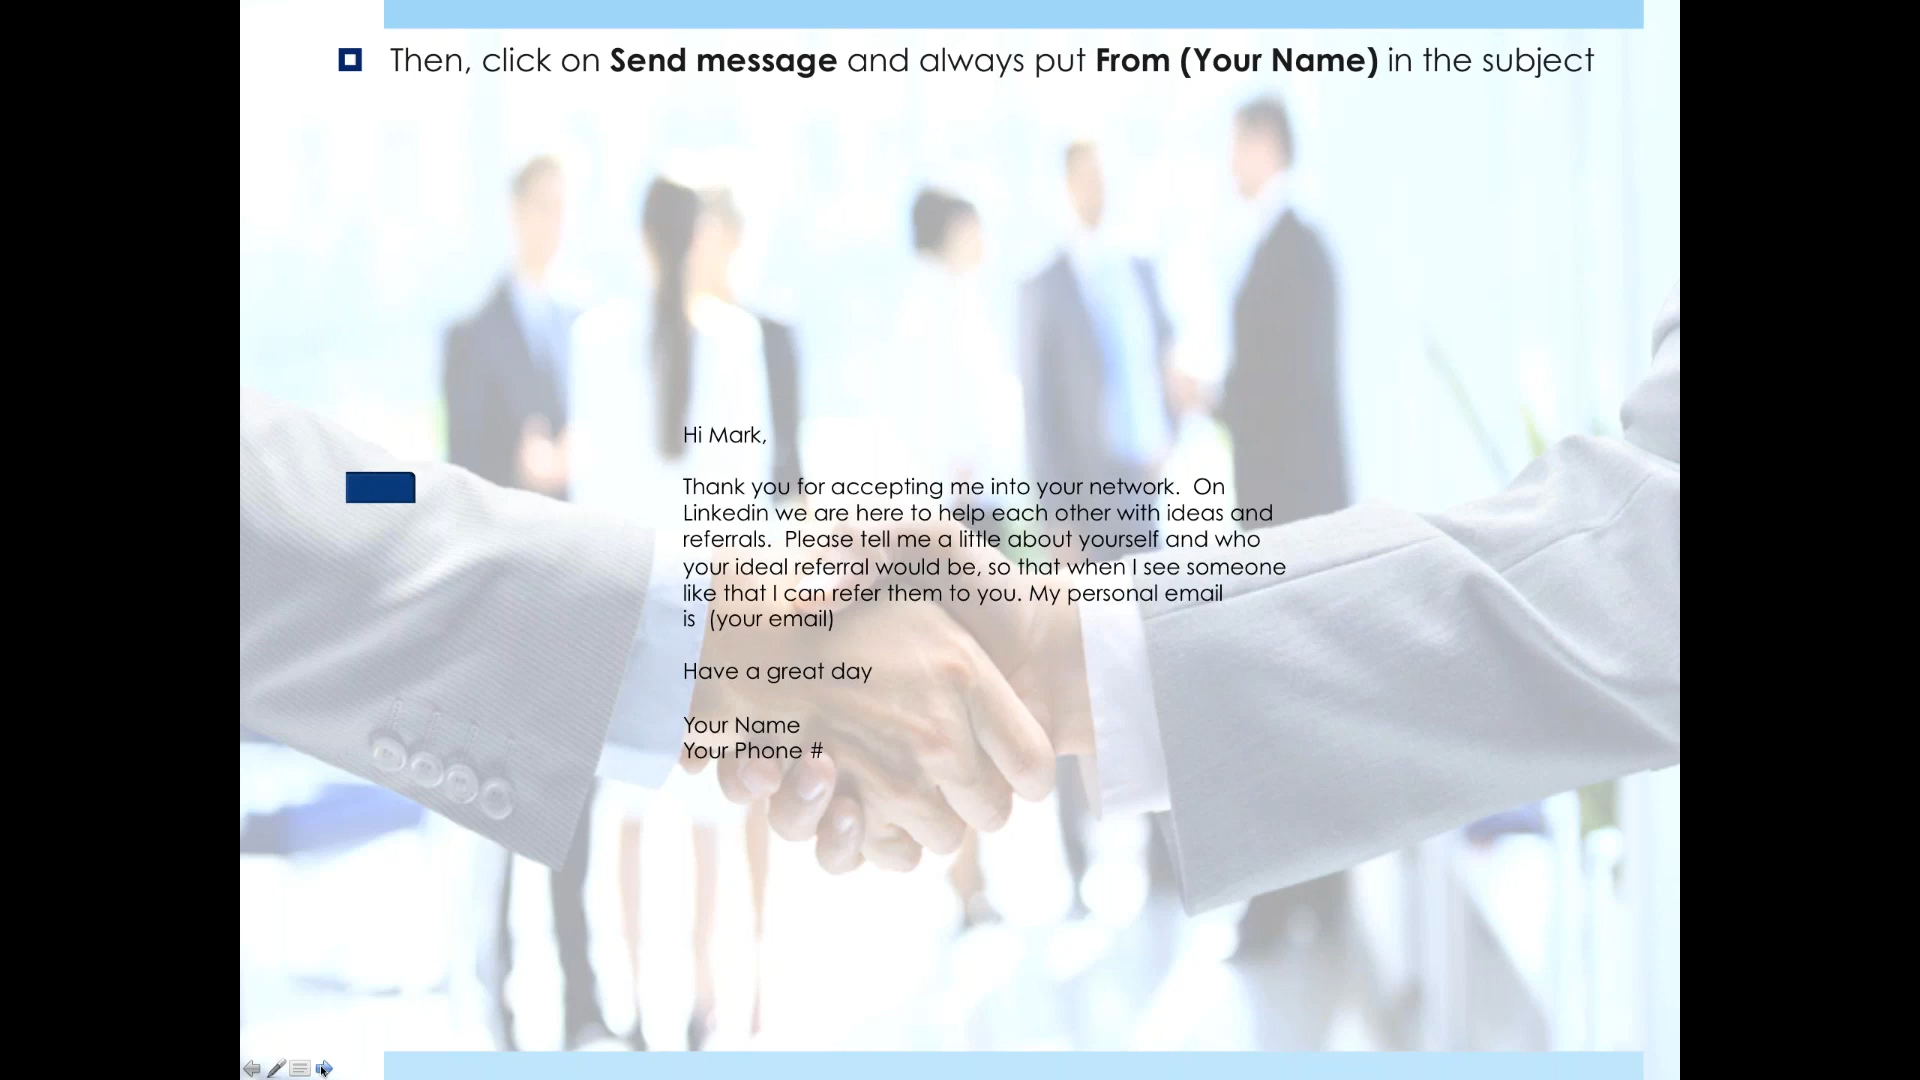 Then, click on Send message and always put From (Your Name) in the subject
Hi Mark,
Thank you for accepting me into your network.  On
Linkedin we are here to help each other with ideas and
referrals.  Please tell me a little about yourself and who
your ideal referral would be, so that when I see someone
like that I can refer them to you. My personal email
is  (your email)
Have a great day
Your Name
Your Phone #